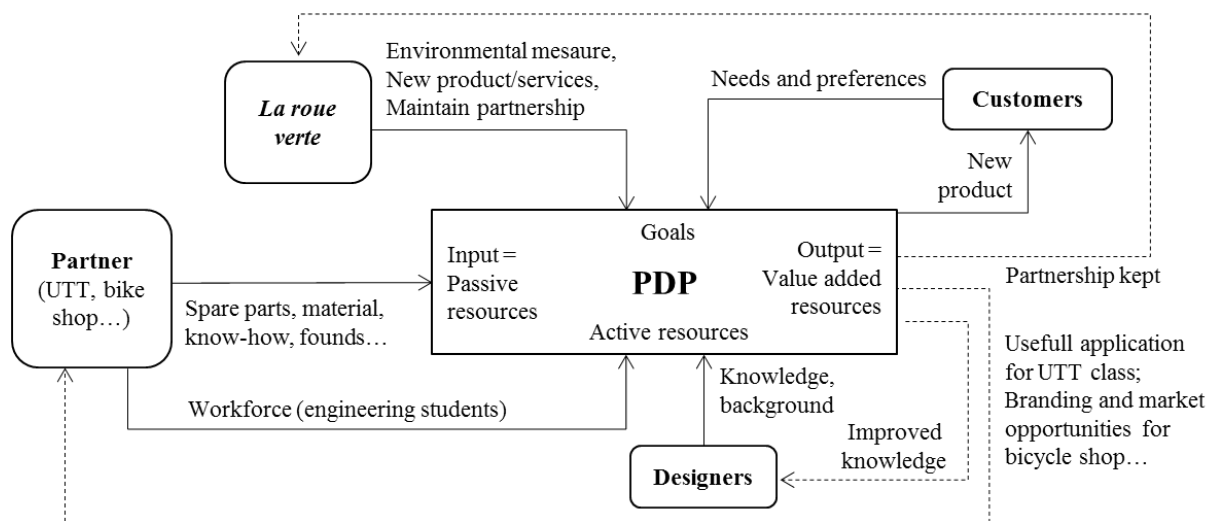 La roue
verte
Environmental mesaure,
New product/services,
Maintain partnership
Needs and preferences
Customers
New
product
Partner
(UTT, bike
shop…)
Spare parts, material,
know-how, founds…
Workforce (engineering students)
Goals
Input =
Passive
resources
PDP
Output =
Value added
resources
Active resources
Partnership kept
Knowledge,
background
Designers
Improved
knowledge
Usefull application
for UTT class;
Branding and market
opportunities for
bicycle shop…